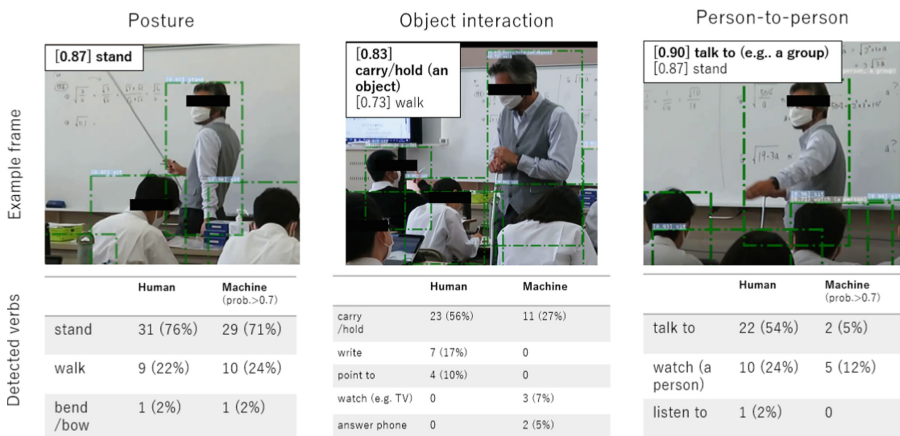 Posture
Object interaction
Person-to-person
Example frame
[0.87] stand
[0.83]
carry/hold (an
object)
[0.73] walk
[0.90] talk to (e.g.. a group)
[0.87] stand
Detected verbs
Human Machine
(prob.>0.7)
stand 31 (76%) 29 (71%)
walk 9 (22%) 10 (24%)
bend
/bow 1 (2%) 1 (2%)
Human Machine
carry
/hold 23 (56%) 11 (27%)
write 7 (17%) 0
point to 4 (10%) 0
watch (e.g. TV) 0 3 (7%)
answer phone 0 2 (5%)
Human Machine
(prob.>0.7)
talk to 22 (54%) 2 (5%)
watch (a
person) 10 (24%) 5 (12%)
listen to 1 (2%) 0